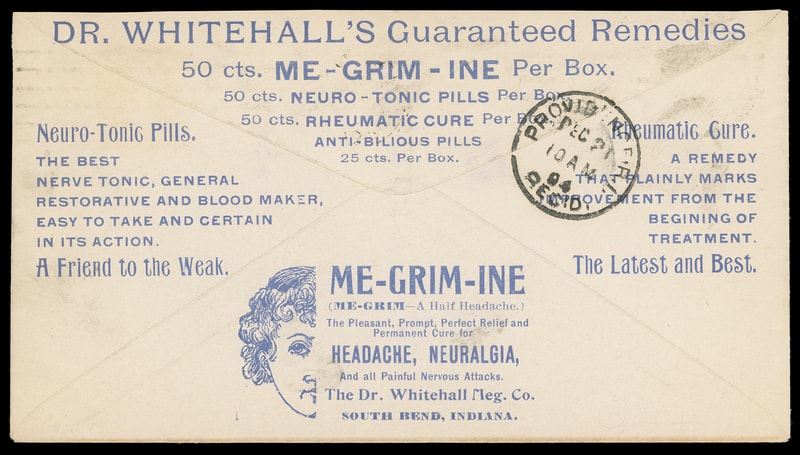 DR. WHITEHALL'S Guaranteed Remedies
50 cts. ME-GRIM-INE Per Box.
50 cts. NEURO-TONIC PILLS Per Box
50 cts. RHEUMATIC CURE Per Box
ANTI-BILIOUS PILLS
25 cts. Per Box.
Neuro-Tonic Pills.
THE BEST
NERVE TONIC, GENERAL
RESTORATIVE AND BLOOD MAKER,
EASY TO TAKE AND CERTAIN
IN ITS ACTION.
A Friend to the Weak.
PROVIDENCE, R.I.
DEC 21
10 AM
04
REC'D.
Rheumatic Cure.
A REMEDY
THAT PLAINLY MARKS
IMPROVEMENT FROM THE
BEGINING OF
TREATMENT.
The Latest and Best.
ME-GRIM-INE
(ME-GRIM—A Half Headache.)
The Pleasant, Prompt, Perfect Relief and
Permanent Cure for
HEADACHE, NEURALGIA,
And all Painful Nervous Attacks.
The Dr. Whitehall Meg. Co.
SOUTH BEND, INDIANA.